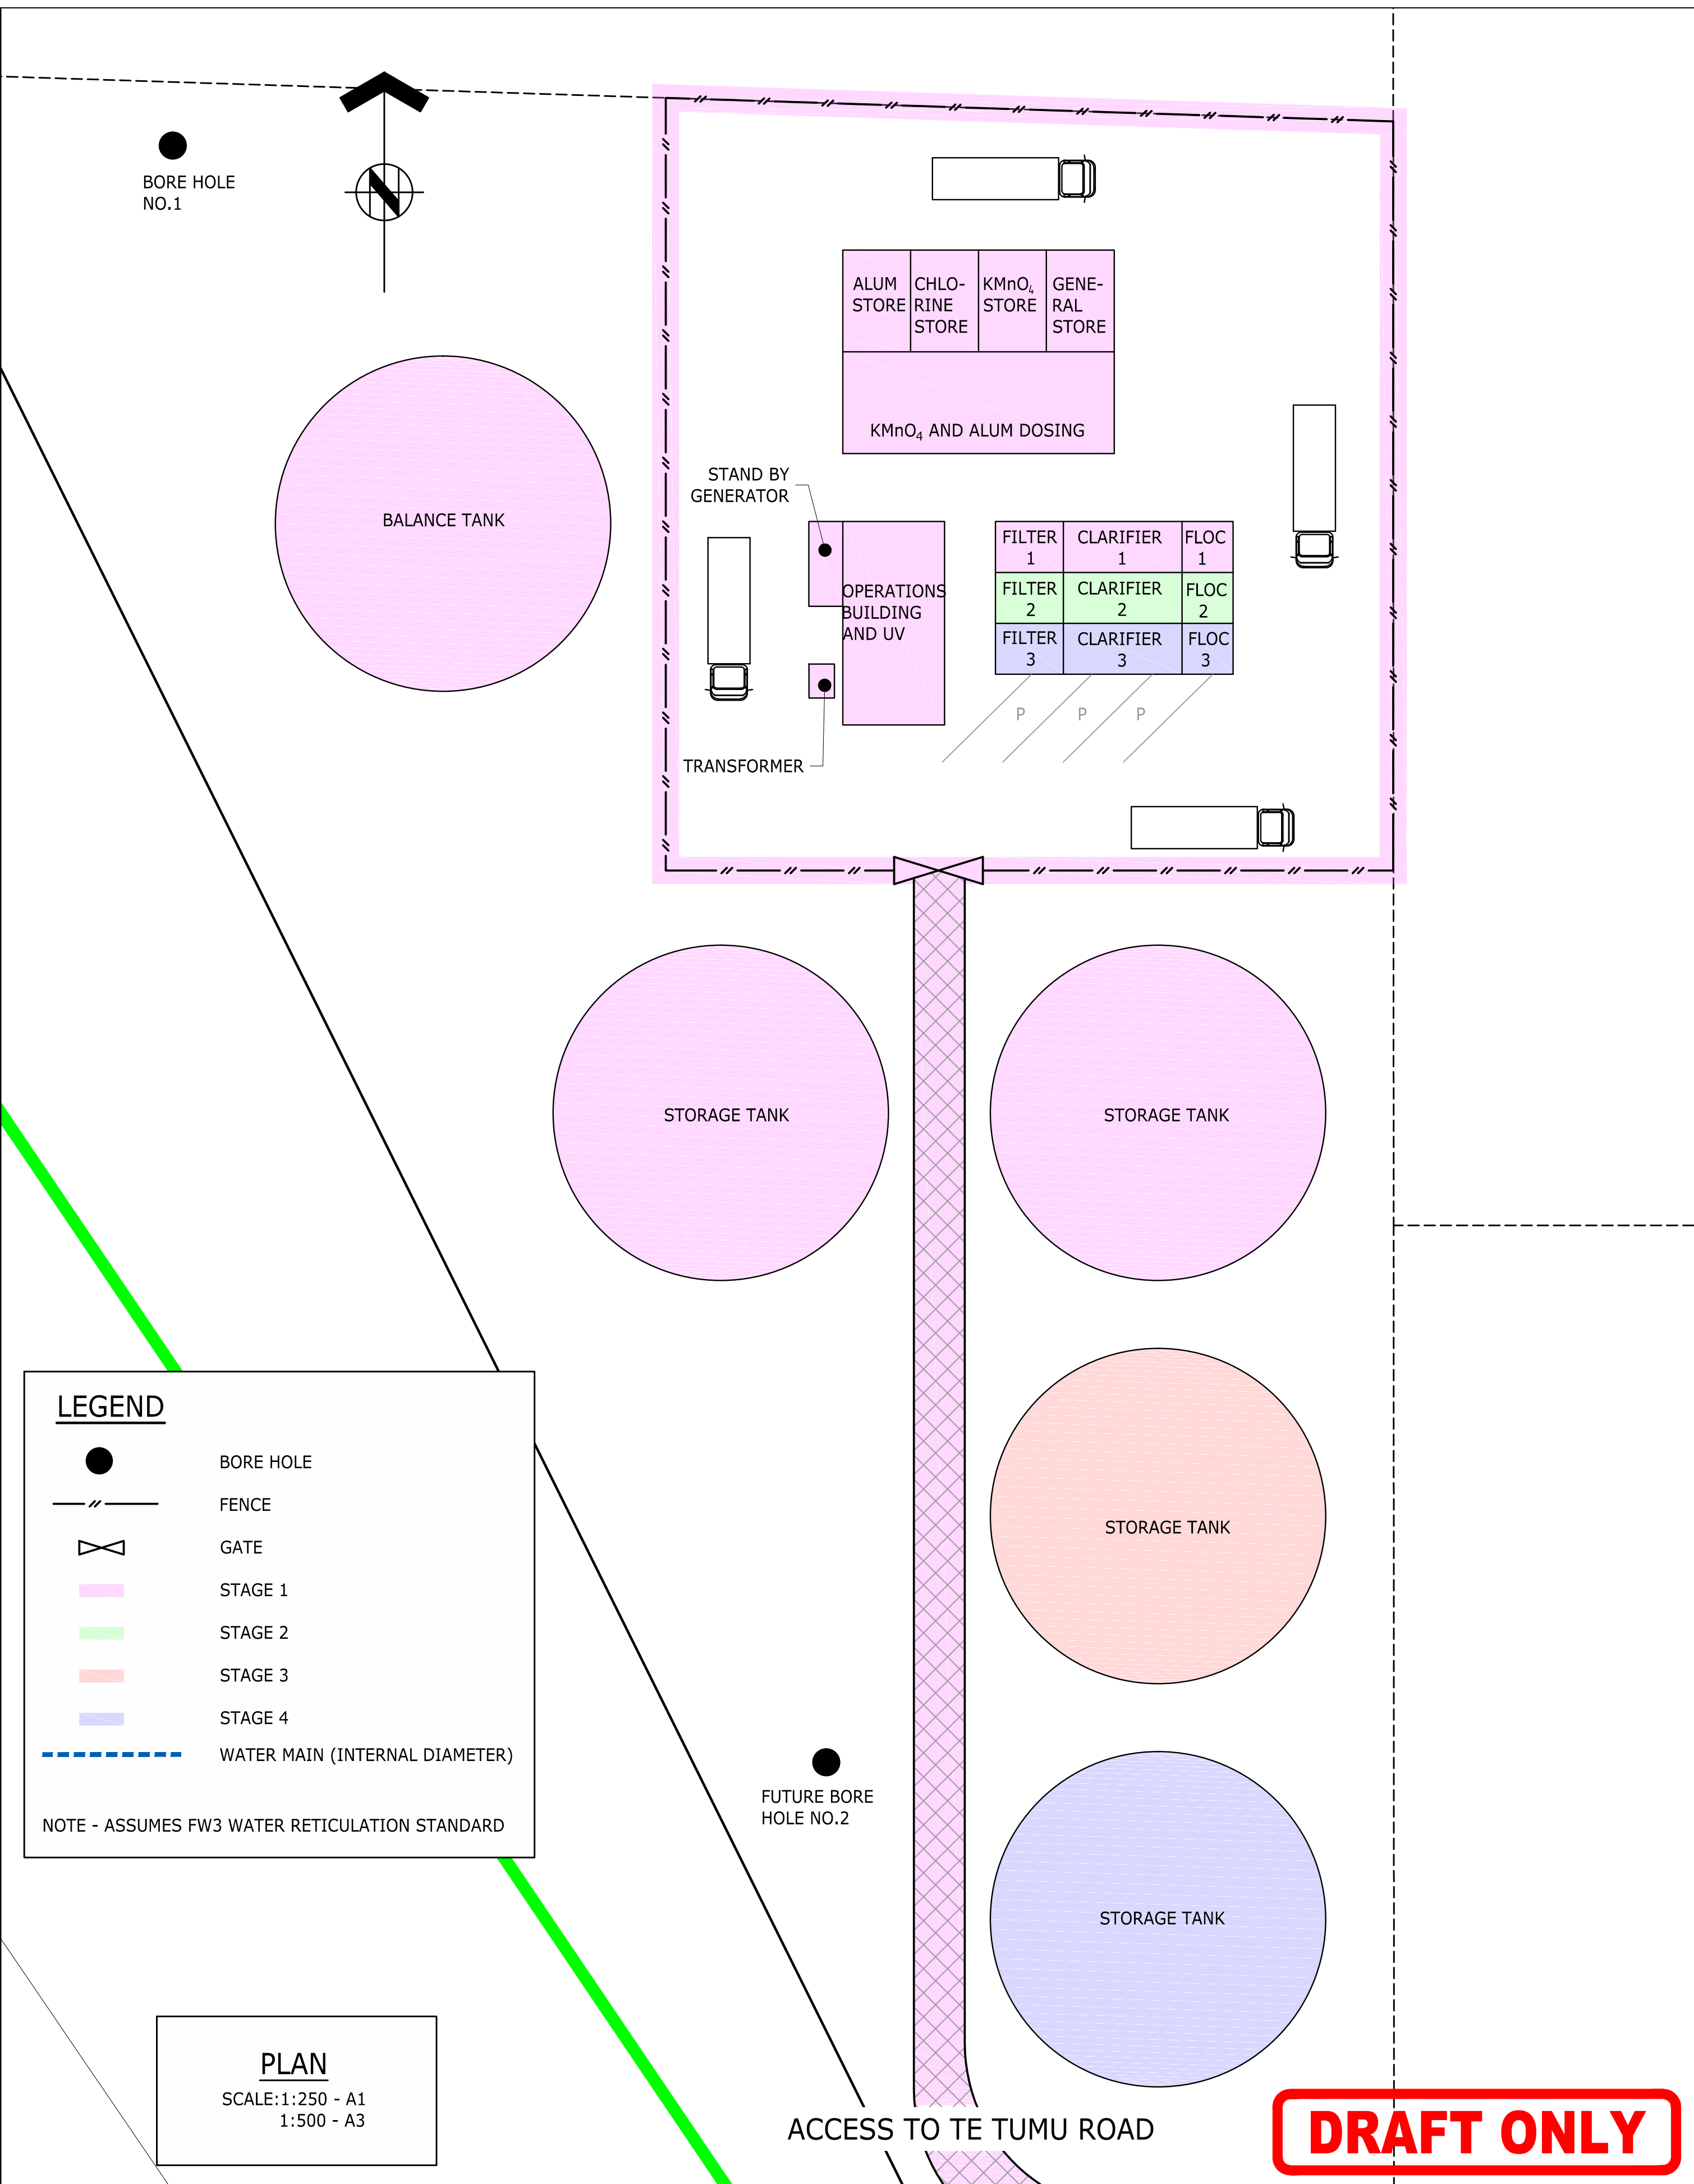 BORE HOLE
NO.1
ALUM
STORE
CHLO-
RINE
STORE
KMnO₄
STORE
GENE-
RAL
STORE
KMnO₄ AND ALUM DOSING
BALANCE TANK
STAND BY
GENERATOR
OPERATIONS
BUILDING
AND UV
TRANSFORMER
FILTER
1
CLARIFIER
1
FLOC
1
FILTER
2
CLARIFIER
2
FLOC
2
FILTER
3
CLARIFIER
3
FLOC
3
P
P
P
STORAGE TANK
STORAGE TANK
STORAGE TANK
STORAGE TANK
FUTURE BORE
HOLE NO.2
LEGEND
BORE HOLE
FENCE
GATE
STAGE 1
STAGE 2
STAGE 3
STAGE 4
WATER MAIN (INTERNAL DIAMETER)
NOTE - ASSUMES FW3 WATER RETICULATION STANDARD
PLAN
SCALE:1:250 - A1
1:500 - A3
ACCESS TO TE TUMU ROAD
DRAFT ONLY